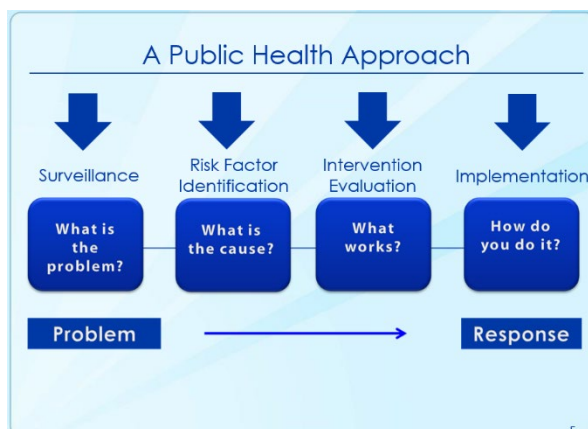 A Public Health Approach
Surveillance
Risk Factor
Identification
Intervention
Evaluation
Implementation
What is
the
problem?
What is
the cause?
What
works?
How do
you do it?
Problem
Response